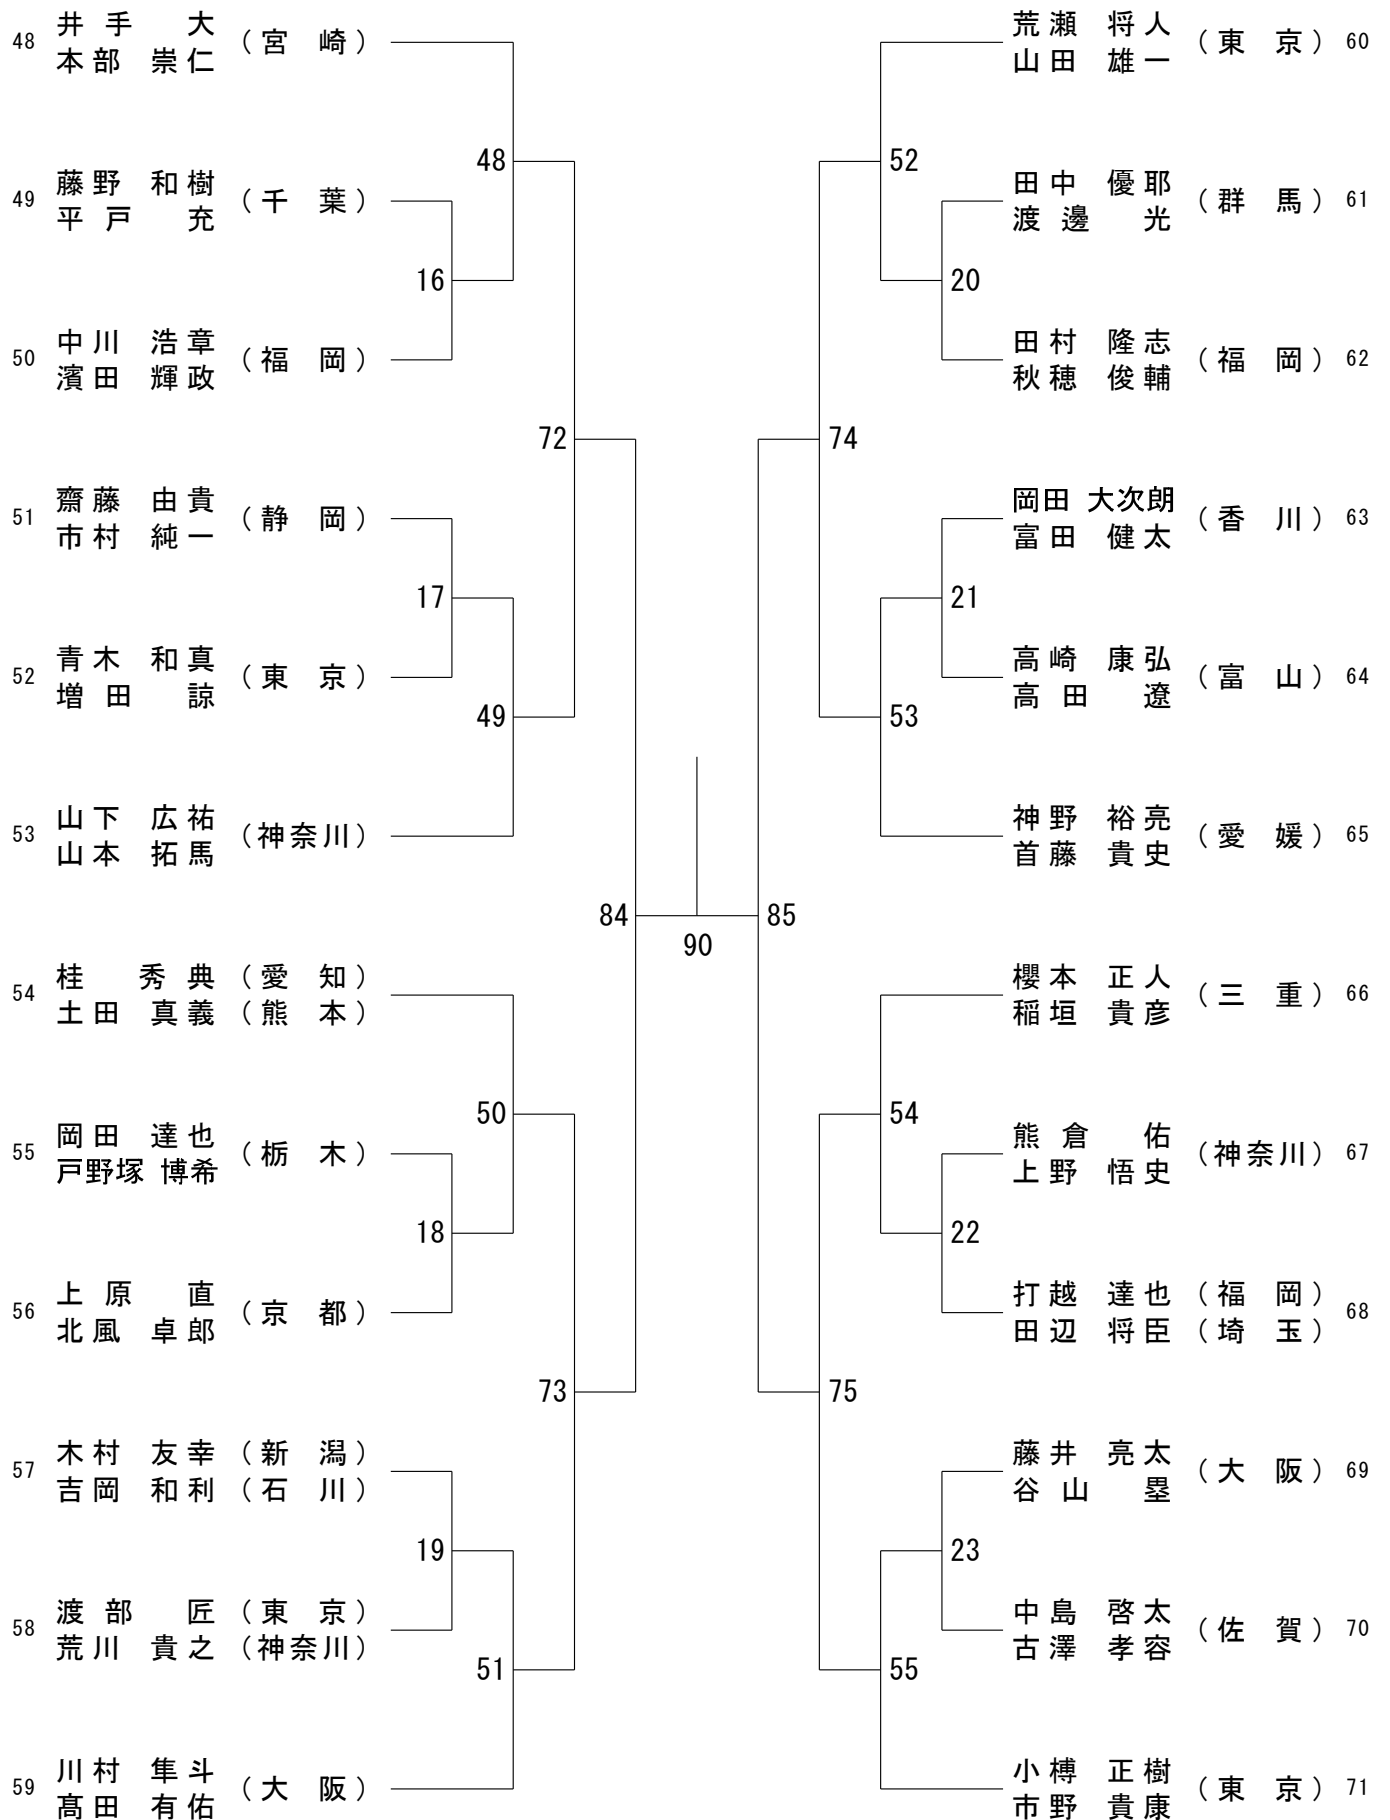 48 井手 大 (宮崎)
本部 崇仁
48
49 藤野 和樹 (千葉)
平戸 充
16
50 中川 浩章 (福岡)
濱田 輝政
72
51 齋藤 由貴 (静岡)
市村 純一
17
52 青木 和真 (東京)
増田 諒
49
53 山下 広祐 (神奈川)
山本 拓馬
84
54 桂 秀典 (愛知)
土田 真義 (熊本)
50
55 岡田 達也 (栃木)
戸野塚 博希
18
56 上原 直 (京都)
北風 卓郎
73
57 木村 友幸 (新潟)
吉岡 和利 (石川)
19
58 渡部 匠 (東京)
荒川 貴之 (神奈川)
51
59 川村 隼斗 (大阪)
髙田 有佑
90
荒瀬 将人 (東京) 60
山田 雄一
52
田中 優耶 (群馬) 61
渡邊 光
20
田村 隆志 (福岡) 62
秋穂 俊輔
74
岡田 大次朗 (香川) 63
富田 健太
21
高崎 康弘 (富山) 64
高田 遼
53
神野 裕亮 (愛媛) 65
首藤 貴史
85
櫻本 正人 (三重) 66
稲垣 貴彦
54
熊倉 佑 (神奈川) 67
上野 悟史
22
打越 達也 (福岡) 68
田辺 将臣 (埼玉)
75
藤井 亮太 (大阪) 69
谷山 塁
23
中島 啓太 (佐賀) 70
古澤 孝容
55
小榑 正樹 (東京) 71
市野 貴康